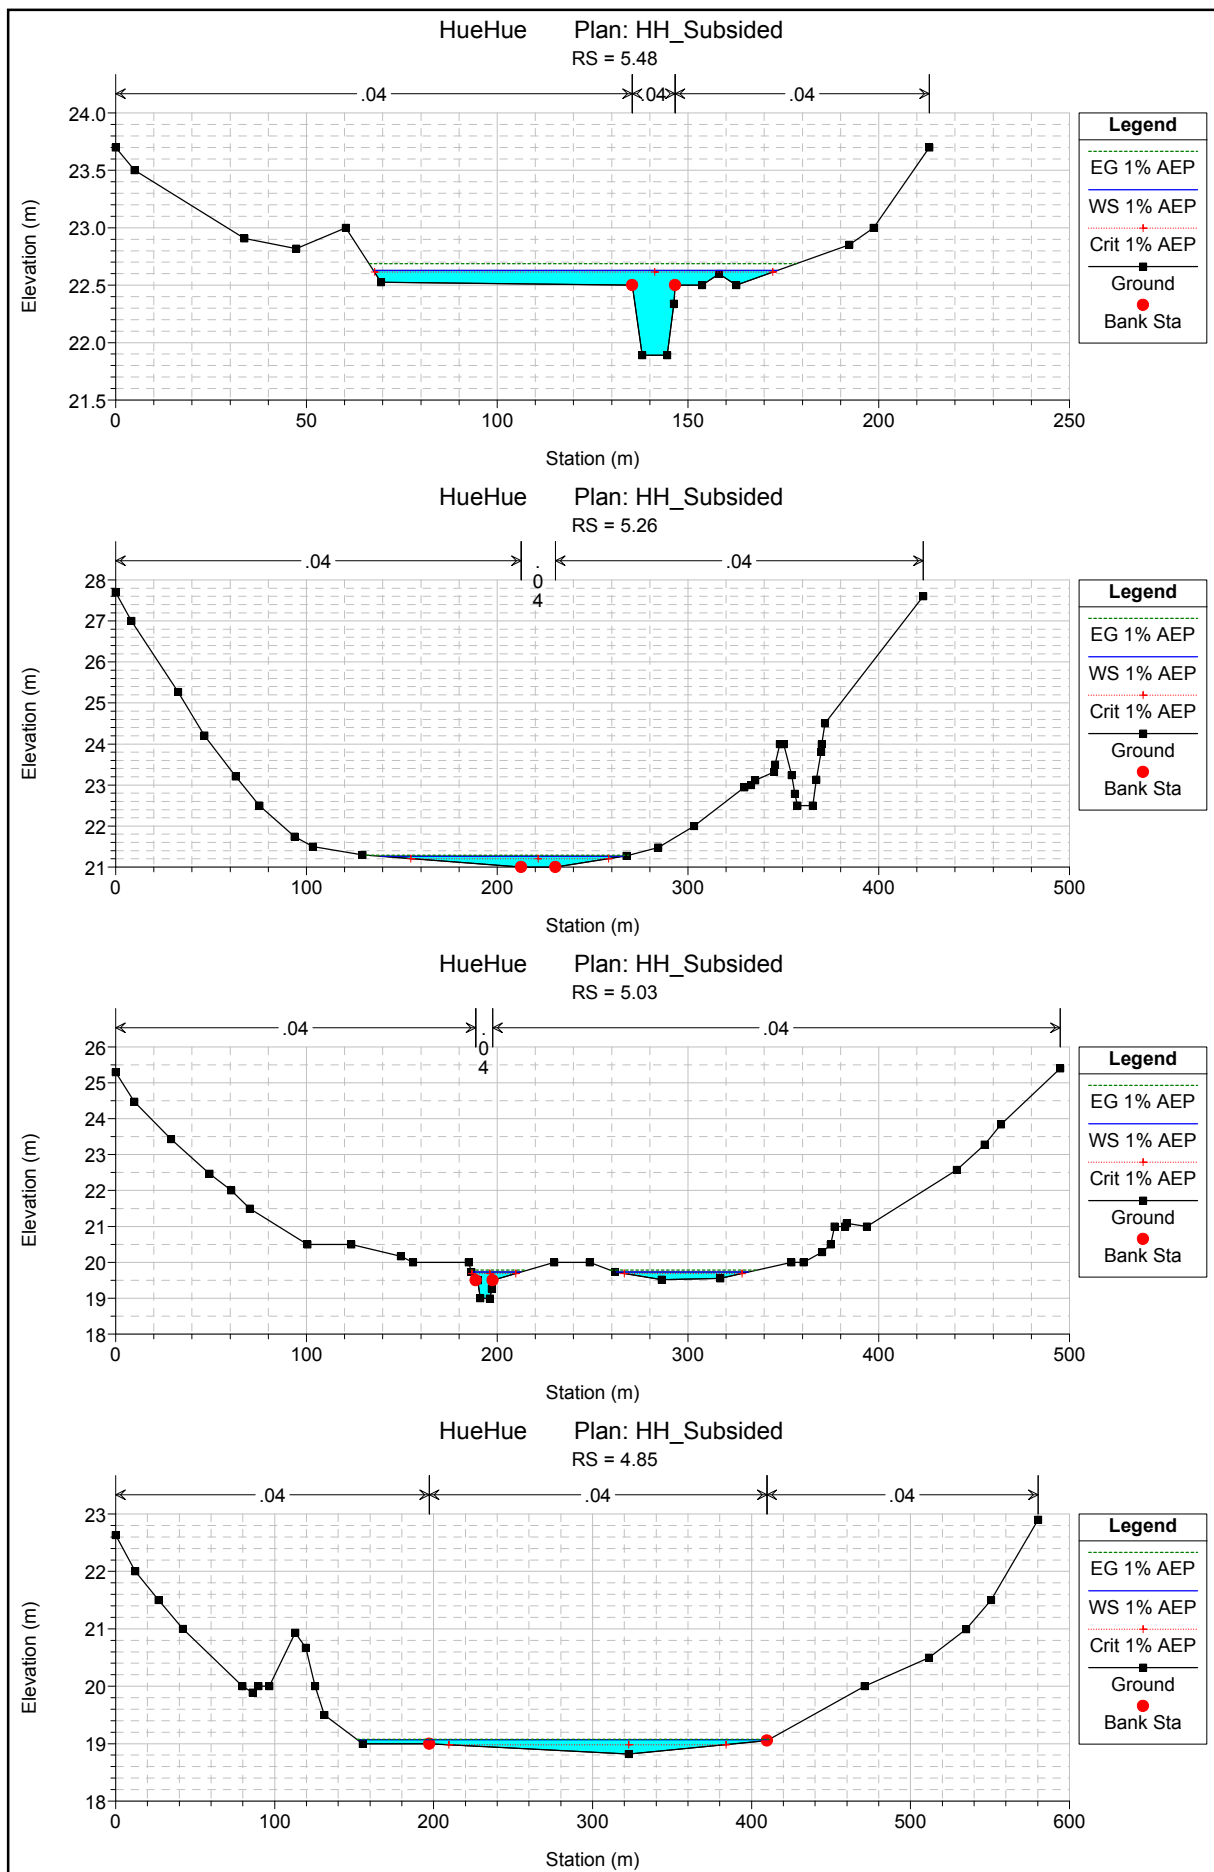 HueHue Plan: HH_Subsided
RS = 5.48
.04 .04 .04
24.0
23.5
23.0
22.5
22.0
21.5
Elevation (m)
0 50 100 150 200 250
Station (m)
Legend
EG 1% AEP
WS 1% AEP
Crit 1% AEP
Ground
Bank Sta
HueHue Plan: HH_Subsided
RS = 5.26
.04 .04 .04
28
27
26
25
24
23
22
21
Elevation (m)
0 100 200 300 400 500
Station (m)
Legend
EG 1% AEP
WS 1% AEP
Crit 1% AEP
Ground
Bank Sta
HueHue Plan: HH_Subsided
RS = 5.03
.04 .04 .04
26
25
24
23
22
21
20
19
18
Elevation (m)
0 100 200 300 400 500
Station (m)
Legend
EG 1% AEP
WS 1% AEP
Crit 1% AEP
Ground
Bank Sta
HueHue Plan: HH_Subsided
RS = 4.85
.04 .04 .04
23
22
21
20
19
18
Elevation (m)
0 100 200 300 400 500 600
Station (m)
Legend
EG 1% AEP
WS 1% AEP
Crit 1% AEP
Ground
Bank Sta